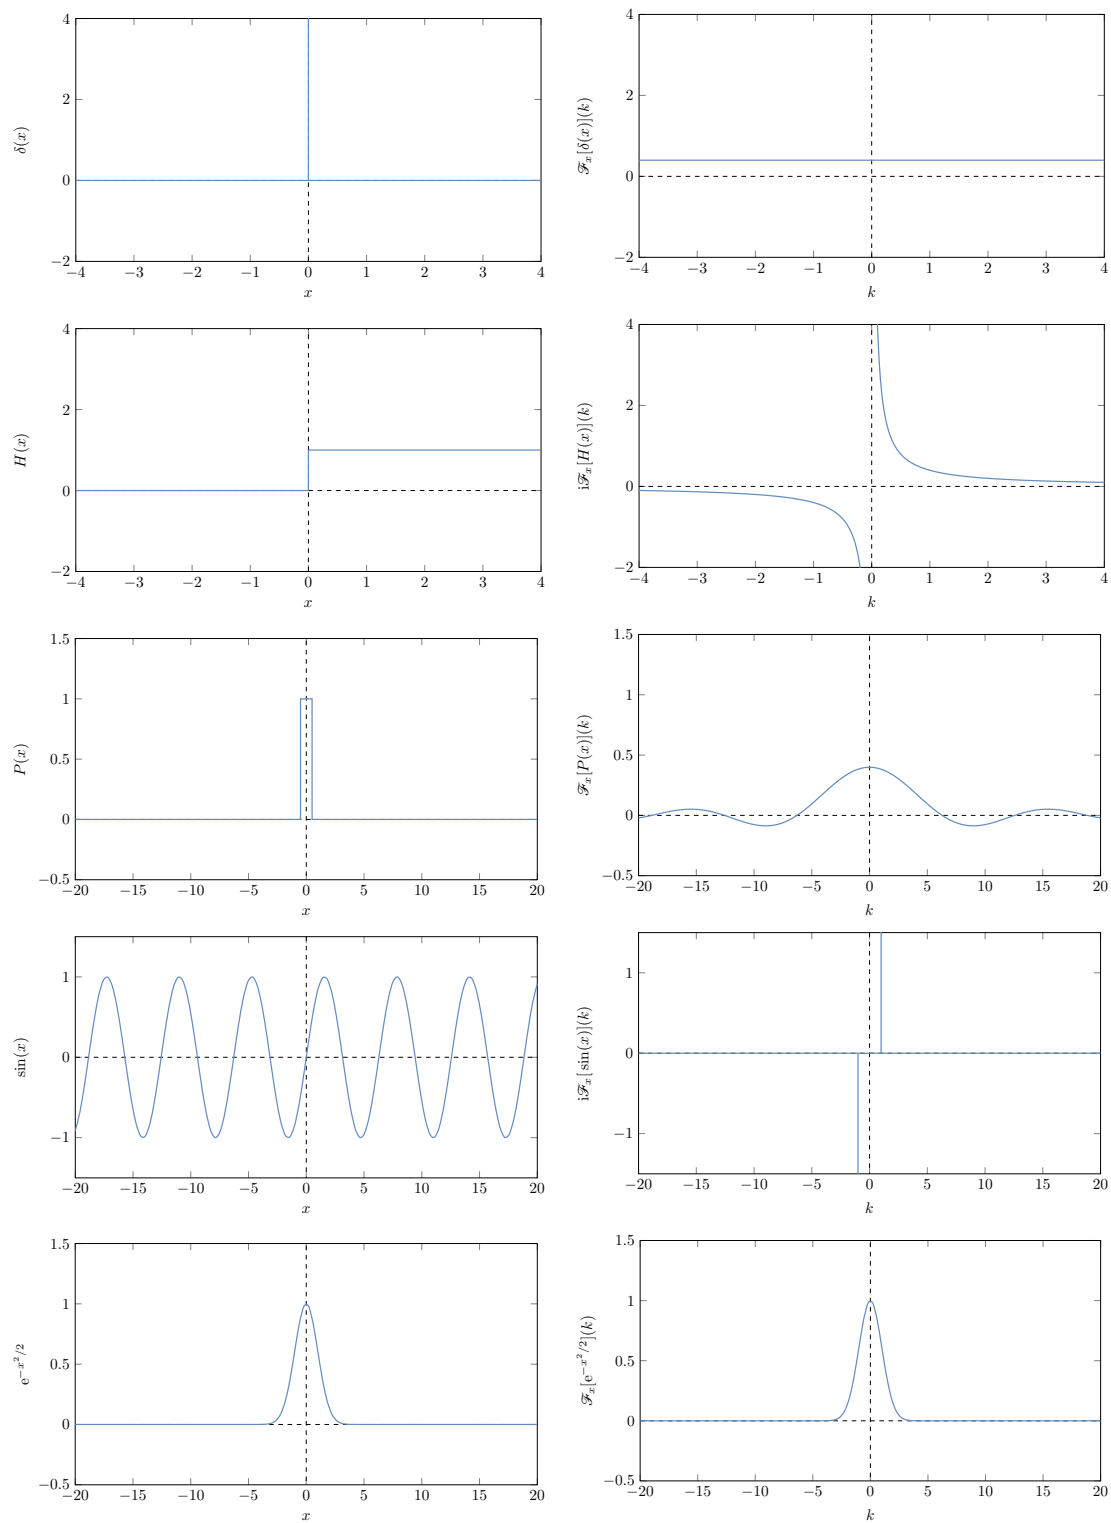 4
2
0
−2
δ(x)
−4 −3 −2 −1 0 1 2 3 4
x
4
2
0
−2
ℱₓ[δ(x)](k)
−4 −3 −2 −1 0 1 2 3 4
k
4
2
0
−2
H(x)
−4 −3 −2 −1 0 1 2 3 4
x
4
2
0
−2
iℱₓ[H(x)](k)
−4 −3 −2 −1 0 1 2 3 4
k
1.5
1
0.5
0
−0.5
P(x)
−20 −15 −10 −5 0 5 10 15 20
x
1.5
1
0.5
0
−0.5
ℱₓ[P(x)](k)
−20 −15 −10 −5 0 5 10 15 20
k
1
0
−1
sin(x)
−20 −15 −10 −5 0 5 10 15 20
x
1
0
−1
iℱₓ[sin(x)](k)
−20 −15 −10 −5 0 5 10 15 20
k
1.5
1
0.5
0
−0.5
e^{−x²/2}
−20 −15 −10 −5 0 5 10 15 20
x
1.5
1
0.5
0
−0.5
ℱₓ[e^{−x²/2}](k)
−20 −15 −10 −5 0 5 10 15 20
k